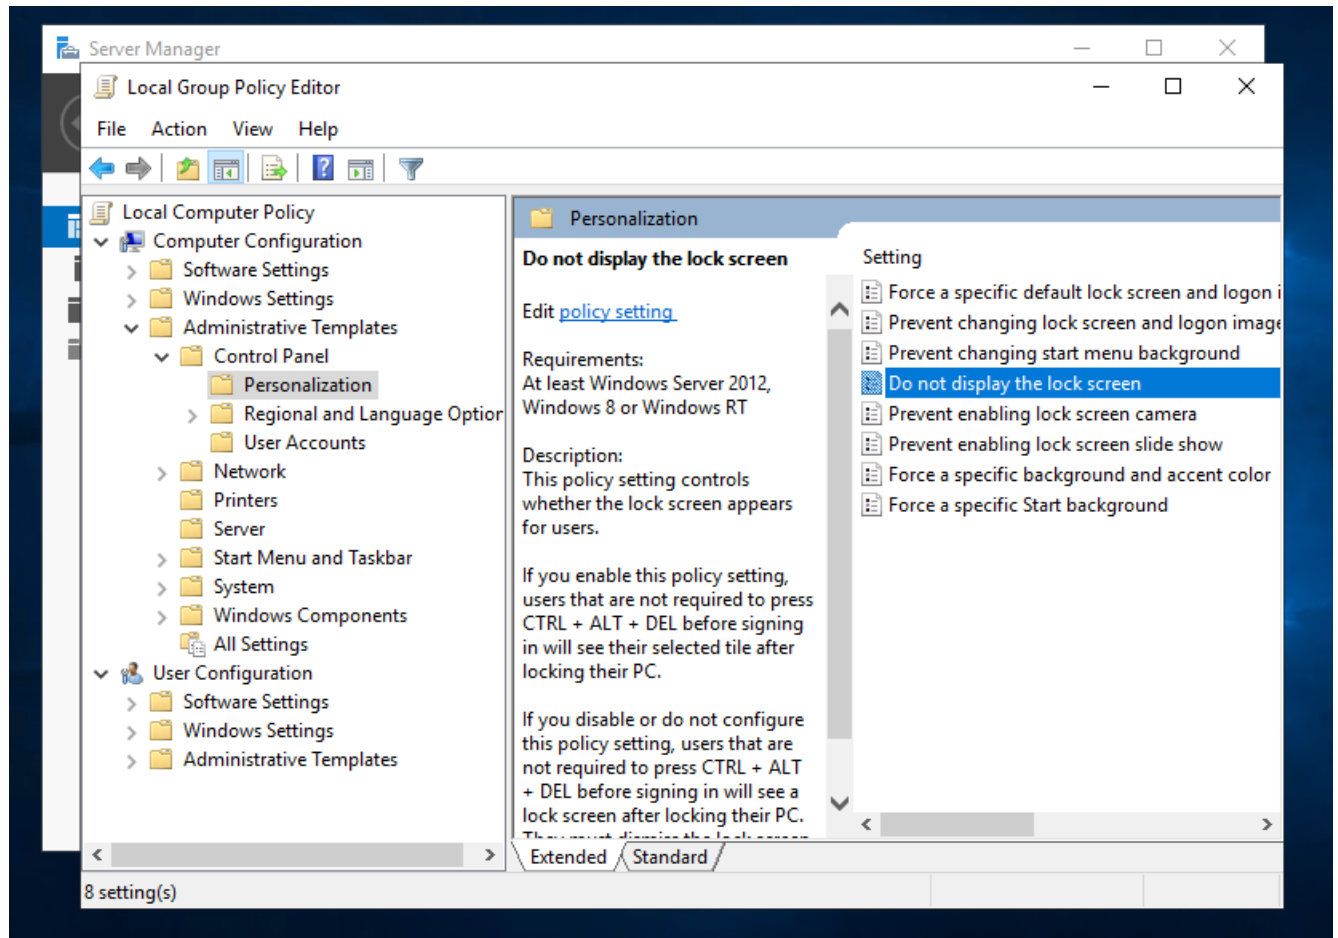 Server Manager
Local Group Policy Editor
File Action View Help
Local Computer Policy
Computer Configuration
Software Settings
Windows Settings
Administrative Templates
Control Panel
Personalization
Regional and Language Option
User Accounts
Network
Printers
Server
Start Menu and Taskbar
System
Windows Components
All Settings
User Configuration
Software Settings
Windows Settings
Administrative Templates
Personalization
Do not display the lock screen
Edit policy setting
Requirements:
At least Windows Server 2012,
Windows 8 or Windows RT
Description:
This policy setting controls
whether the lock screen appears
for users.
If you enable this policy setting,
users that are not required to press
CTRL + ALT + DEL before signing
in will see their selected tile after
locking their PC.
If you disable or do not configure
this policy setting, users that are
not required to press CTRL + ALT
+ DEL before signing in will see a
lock screen after locking their PC.
They must dismiss the lock screen
Setting
Force a specific default lock screen and logon i
Prevent changing lock screen and logon image
Prevent changing start menu background
Do not display the lock screen
Prevent enabling lock screen camera
Prevent enabling lock screen slide show
Force a specific background and accent color
Force a specific Start background
Extended Standard
8 setting(s)